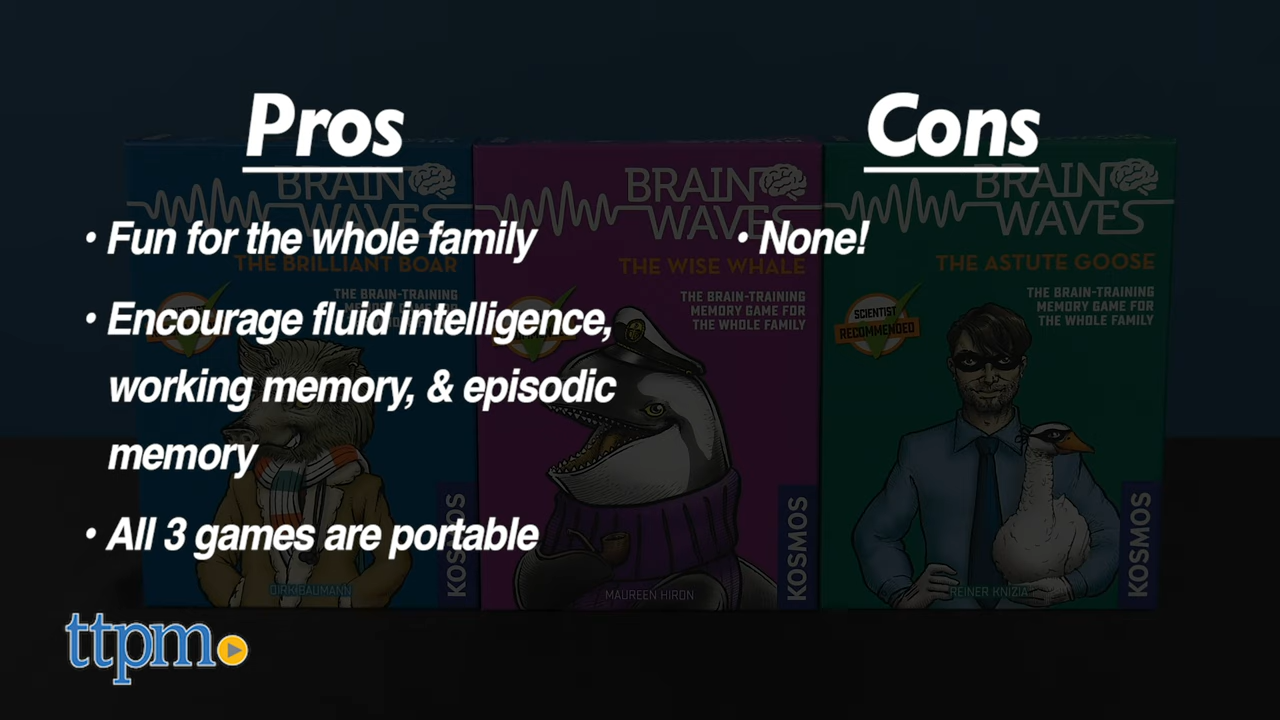 Pros
• Fun for the whole family
• Encourage fluid intelligence,
working memory, & episodic
memory
• All 3 games are portable
Cons
• None!
BRAIN
WAVES
THE BRILLIANT BOAR
THE BRAIN-TRAINING
KOSMOS
DIRK BAUMANN
BRAIN
WAVES
THE WISE WHALE
THE BRAIN-TRAINING
MEMORY GAME FOR
THE WHOLE FAMILY
KOSMOS
MAUREEN HIRON
BRAIN
WAVES
THE ASTUTE GOOSE
THE BRAIN-TRAINING
MEMORY GAME FOR
THE WHOLE FAMILY
SCIENTIST
RECOMMENDED
KOSMOS
REINER KNIZIA
ttpm